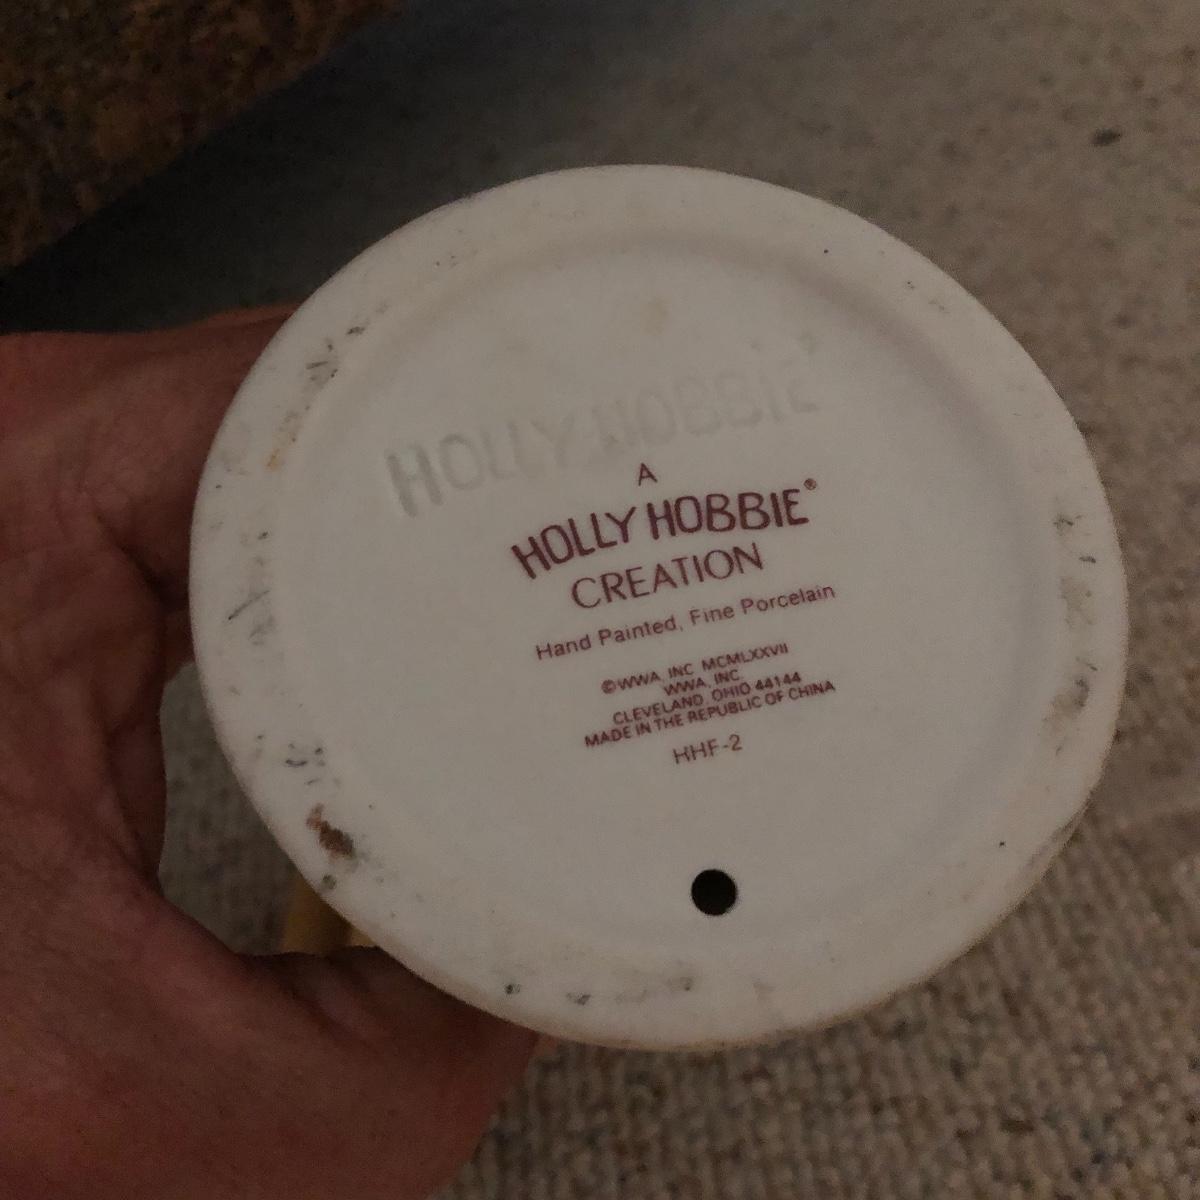 HOLLY HOBBIE
A
HOLLY HOBBIE®
CREATION
Hand Painted, Fine Porcelain
©WWA, INC. MCMLXXVII
WWA, INC.
CLEVELAND, OHIO 44144
MADE IN THE REPUBLIC OF CHINA
HHF-2